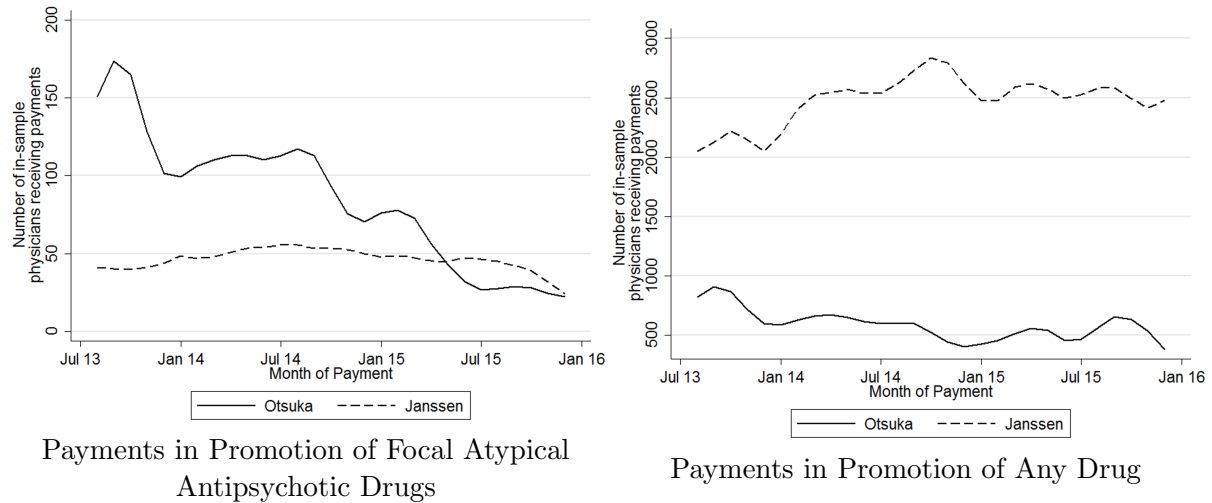 Number of in-sample
physicians receiving payments
200
150
100
50
0
Jul 13
Jan 14
Jul 14
Jan 15
Jul 15
Jan 16
Month of Payment
Otsuka
Janssen
Payments in Promotion of Focal Atypical
Antipsychotic Drugs
Number of in-sample
physicians receiving payments
3000
2500
2000
1500
1000
500
Jul 13
Jan 14
Jul 14
Jan 15
Jul 15
Jan 16
Month of Payment
Otsuka
Janssen
Payments in Promotion of Any Drug